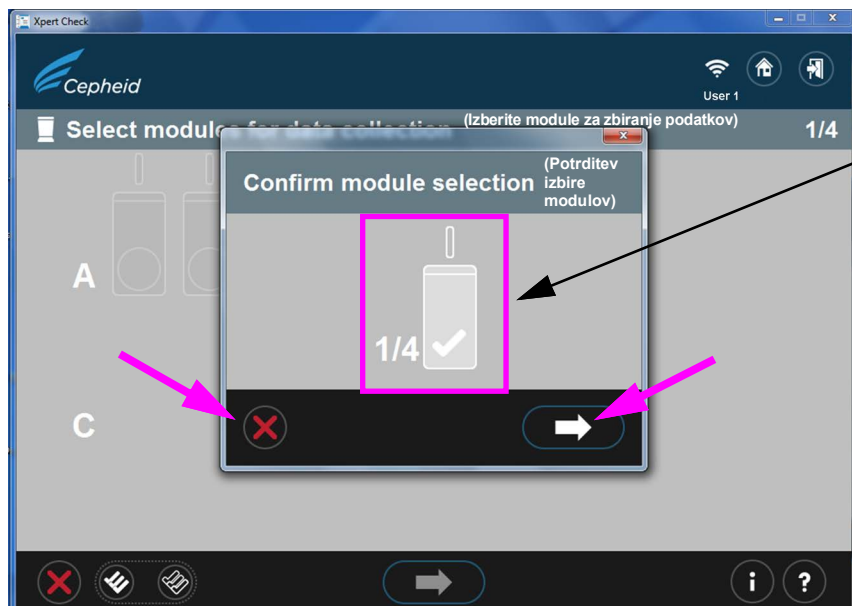 Xpert Check
Cepheid
User 1
Select modules for data collection (Izberite module za zbiranje podatkov) 1/4
Confirm module selection (Potrditev
izbire
modulov)
A
1/4
C
i ?